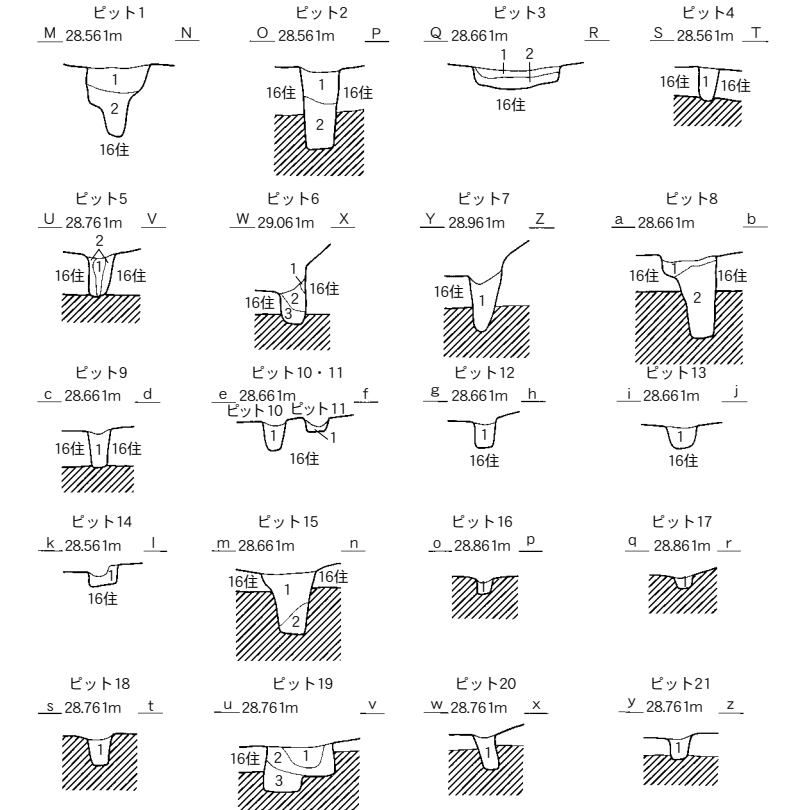 ピット1 ピット2 ピット3 ピット4
M 28.561m N O 28.561m P Q 28.661m R S 28.561m T
1 2
1 1 16住 1 16住
16住 16住
2 2 16住
16住
ピット5 ピット6 ピット7 ピット8
U 28.761m V W 29.061m X Y 28.961m Z a 28.661m b
2
1 1 1
16住 16住 16住 2 16住 16住 1 16住 2 16住
3
ピット9 ピット10・11 ピット12 ピット13
c 28.661m d e 28.661m f g 28.661m h i 28.661m j
ピット10 ピット11
16住 1 16住 1 1 1 1
16住 16住 16住
ピット14 ピット15 ピット16 ピット17
k 28.561m l m 28.661m n o 28.861m p q 28.861m r
1 16住 1 16住 1 1
16住 2
ピット18 ピット19 ピット20 ピット21
s 28.761m t u 28.761m v w 28.761m x y 28.761m z
1 16住 2 1 1 1
3